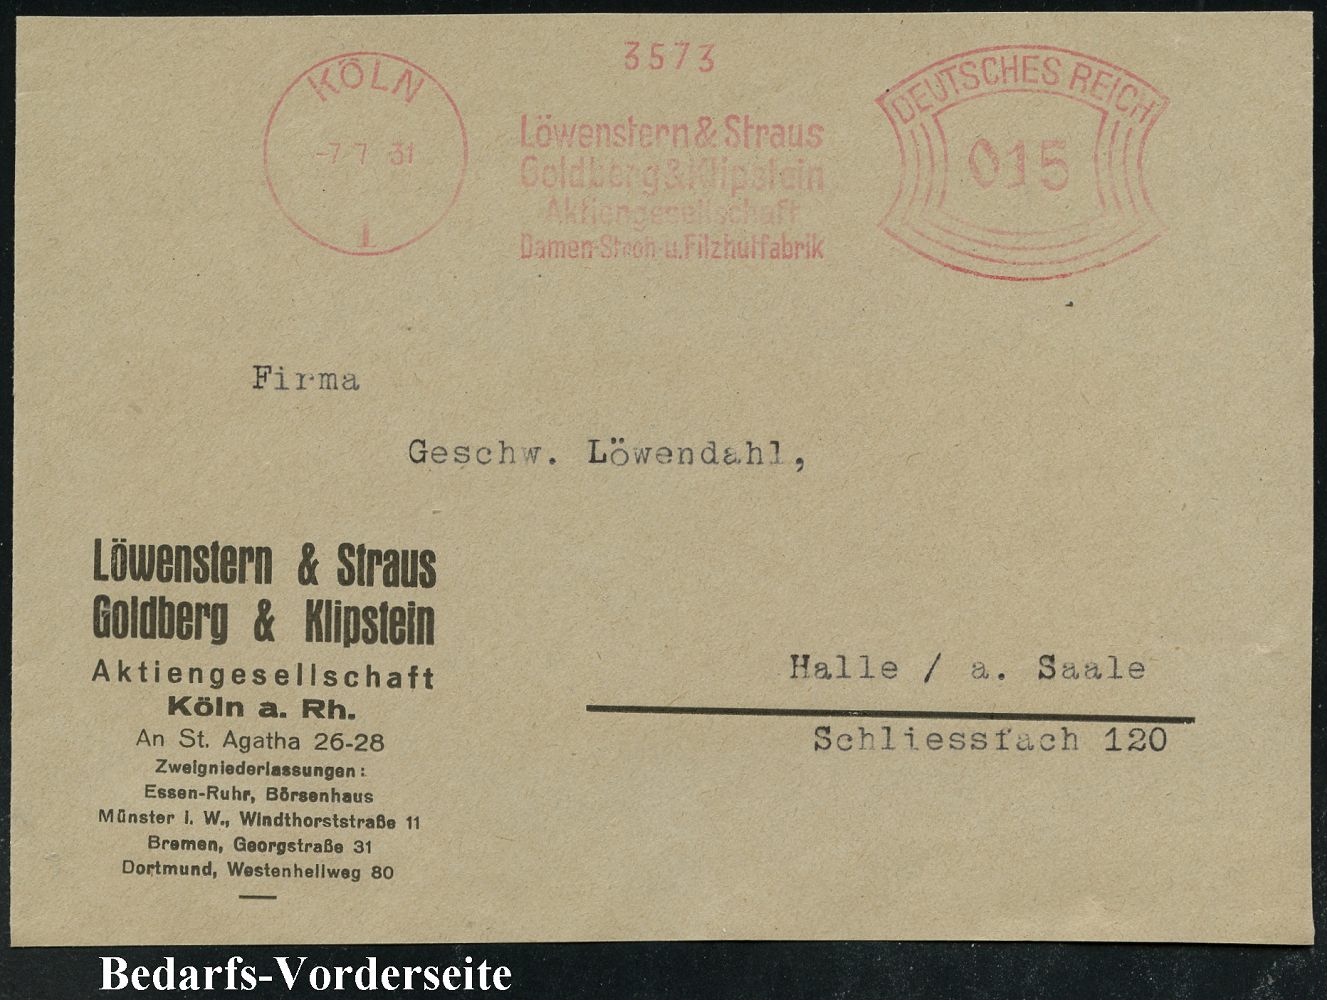 3573
KÖLN
-7 7 31
1
Löwenstern & Straus
Goldberg & Klipstein
Aktiengesellschaft
Damen-Stroh- u. Filzhutfabrik
DEUTSCHES REICH
015
Firma
Geschw. Löwendahl,
Löwenstern & Straus
Goldberg & Klipstein
Aktiengesellschaft
Köln a. Rh.
An St. Agatha 26-28
Zweigniederlassungen:
Essen-Ruhr, Börsenhaus
Münster i. W., Windthorststraße 11
Bremen, Georgstraße 31
Dortmund, Westenhellweg 80
Halle / a. Saale
Schliessfach 120
Bedarfs-Vorderseite